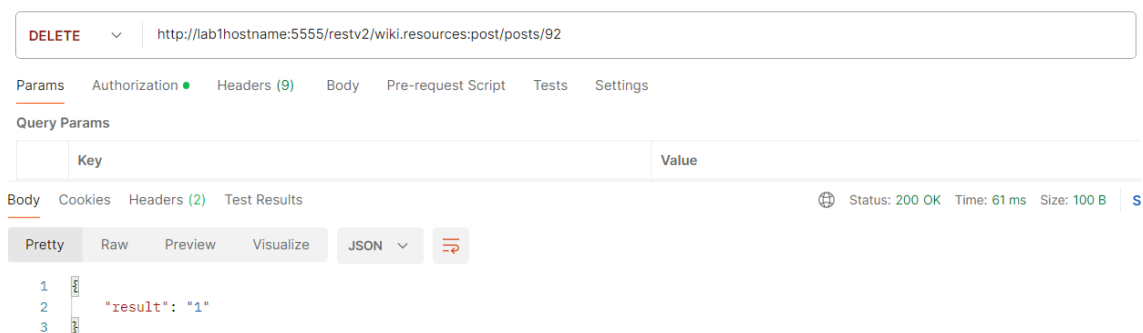 DELETE http://lab1hostname:5555/restv2/wiki.resources:post/posts/92
Params Authorization Headers (9) Body Pre-request Script Tests Settings
Query Params
Key Value
Body Cookies Headers (2) Test Results Status: 200 OK Time: 61 ms Size: 100 B S
Pretty Raw Preview Visualize JSON
1 {
2 "result": "1"
3 }